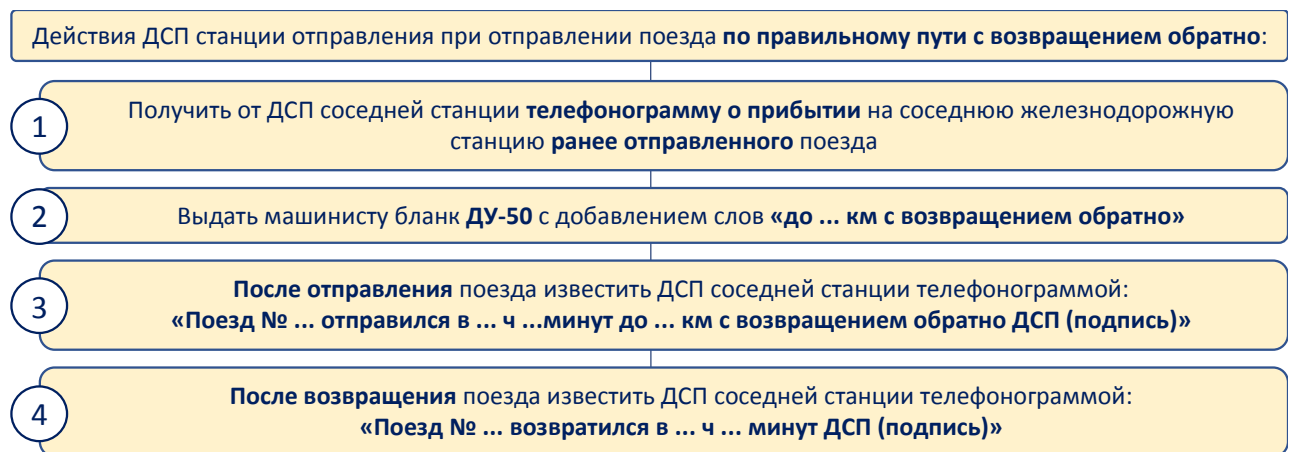 Действия ДСП станции отправления при отправлении поезда по правильному пути с возвращением обратно:
1
Получить от ДСП соседней станции телефонограмму о прибытии на соседнюю железнодорожную
станцию ранее отправленного поезда
2
Выдать машинисту бланк ДУ-50 с добавлением слов «до ... км с возвращением обратно»
3
После отправления поезда известить ДСП соседней станции телефонограммой:
«Поезд № ... отправился в ... ч ...минут до ... км с возвращением обратно ДСП (подпись)»
4
После возвращения поезда известить ДСП соседней станции телефонограммой:
«Поезд № ... возвратился в ... ч ... минут ДСП (подпись)»